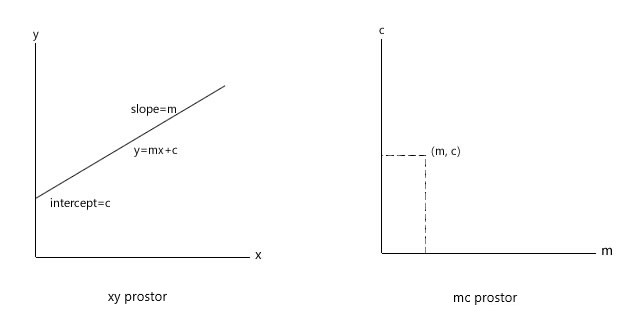 y
slope=m
y=mx+c
intercept=c
x
xy prostor
c
(m, c)
m
mc prostor